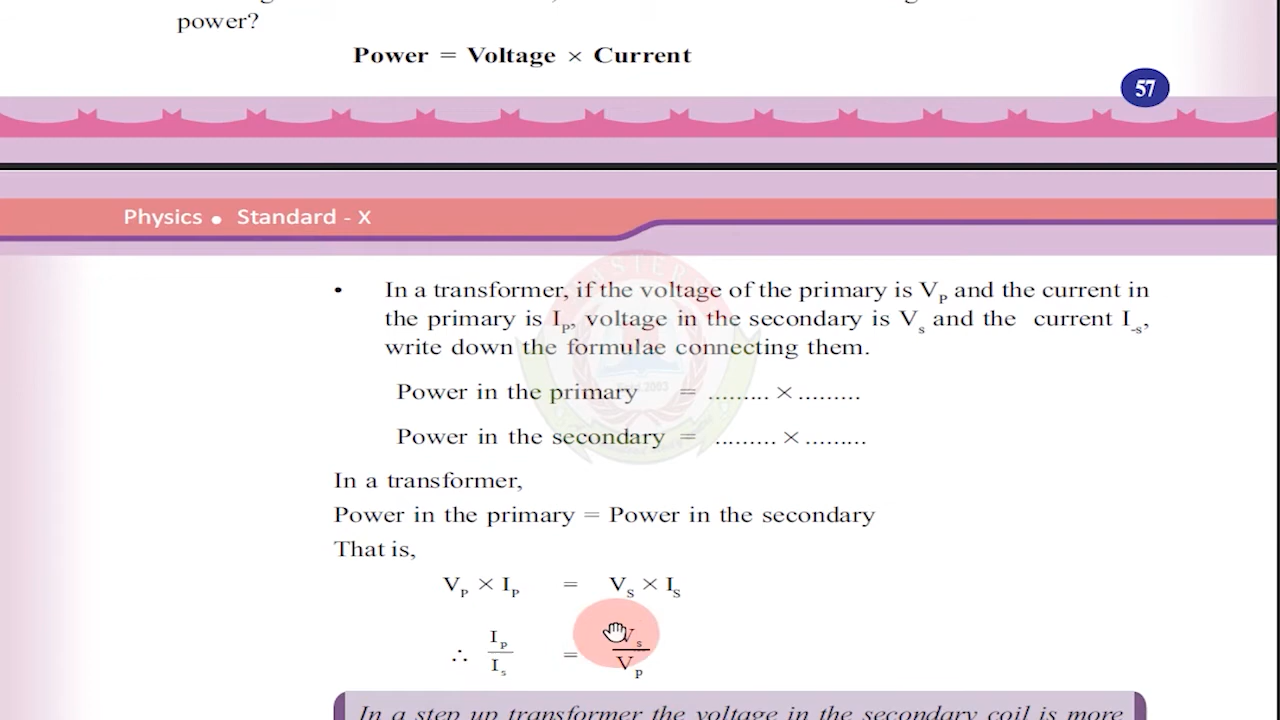 power?
Power = Voltage × Current
57
Physics • Standard - X
• In a transformer, if the voltage of the primary is Vp and the current in
the primary is Ip, voltage in the secondary is Vs and the current I-s,
write down the formulae connecting them.
Power in the primary = ......... × .........
Power in the secondary = ......... × .........
In a transformer,
Power in the primary = Power in the secondary
That is,
Vp × Ip = Vs × Is
∴ Ip/Is = Vs/Vp
In a step up transformer the voltage in the secondary coil is more